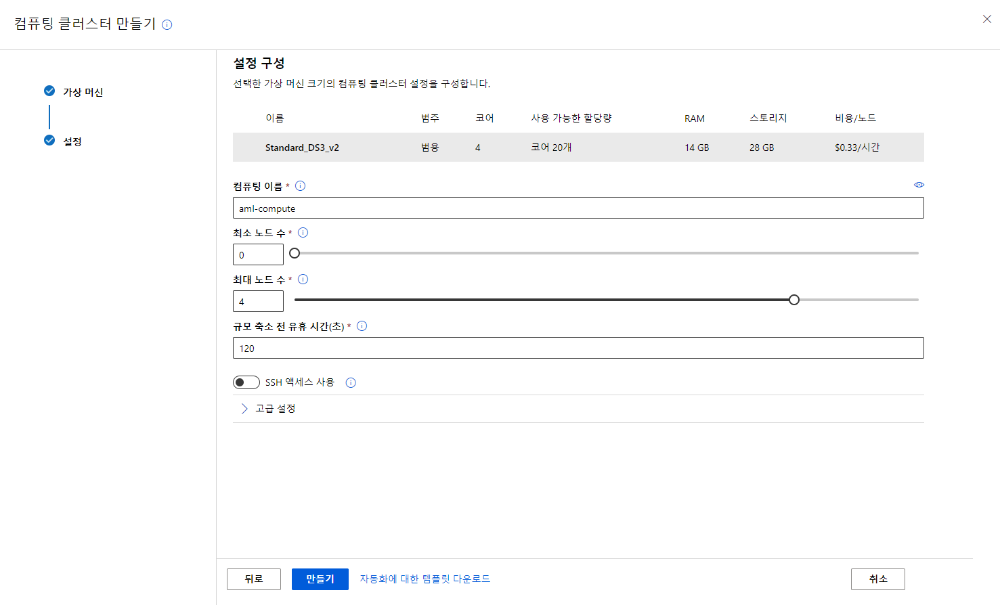 컴퓨팅 클러스터 만들기
가상 머신
설정
설정 구성
선택한 가상 머신 크기의 컴퓨팅 클러스터 설정을 구성합니다.
이름 범주 코어 사용 가능한 할당량 RAM 스토리지 비용/노드
Standard_DS3_v2 범용 4 코어 20개 14 GB 28 GB $0.33/시간
컴퓨팅 이름 *
aml-compute
최소 노드 수 *
0
최대 노드 수 *
4
규모 축소 전 유휴 시간(초) *
120
SSH 액세스 사용
고급 설정
뒤로 만들기 자동화에 대한 템플릿 다운로드 취소